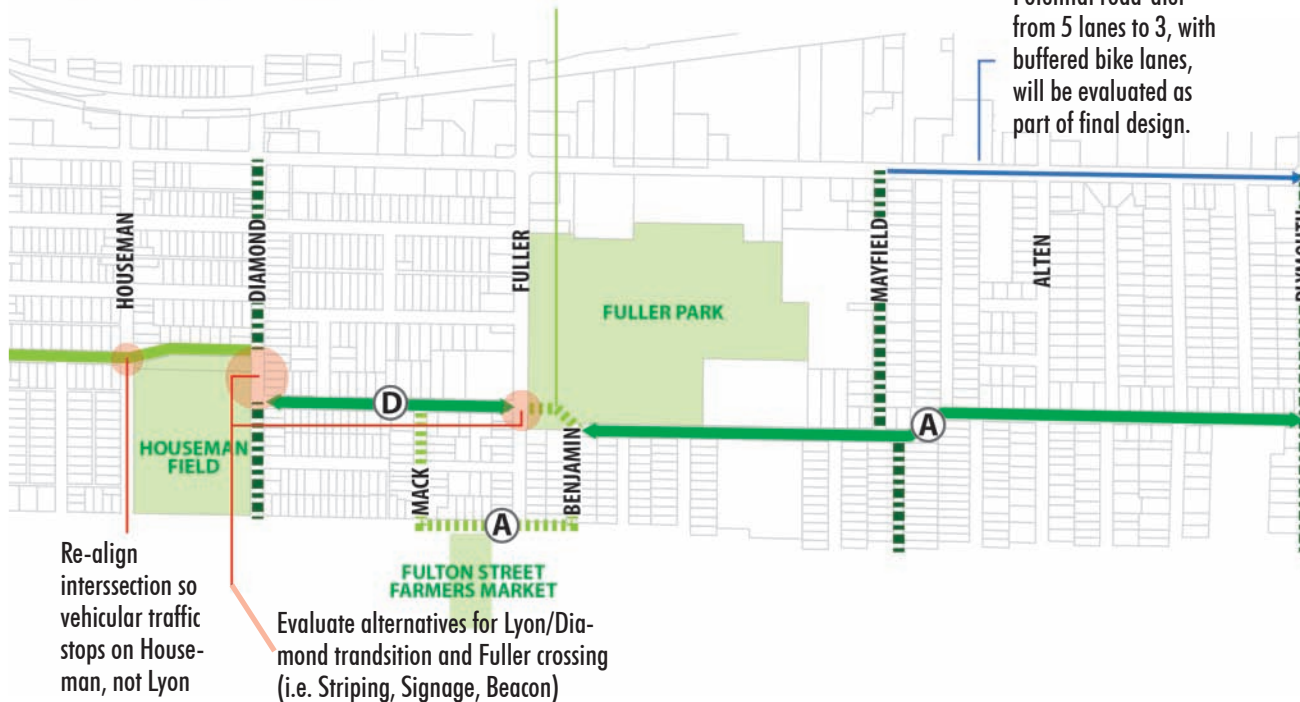 from 5 lanes to 3, with
buffered bike lanes,
will be evaluated as
part of final design.
HOUSEMAN
DIAMOND
FULLER
MAYFIELD
ALTEN
FULLER PARK
D
A
HOUSEMAN
FIELD
MACK
BENJAMIN
A
FULTON STREET
FARMERS MARKET
Re-align
interssection so
vehicular traffic
stops on House-
man, not Lyon
Evaluate alternatives for Lyon/Dia-
mond trandsition and Fuller crossing
(i.e. Striping, Signage, Beacon)